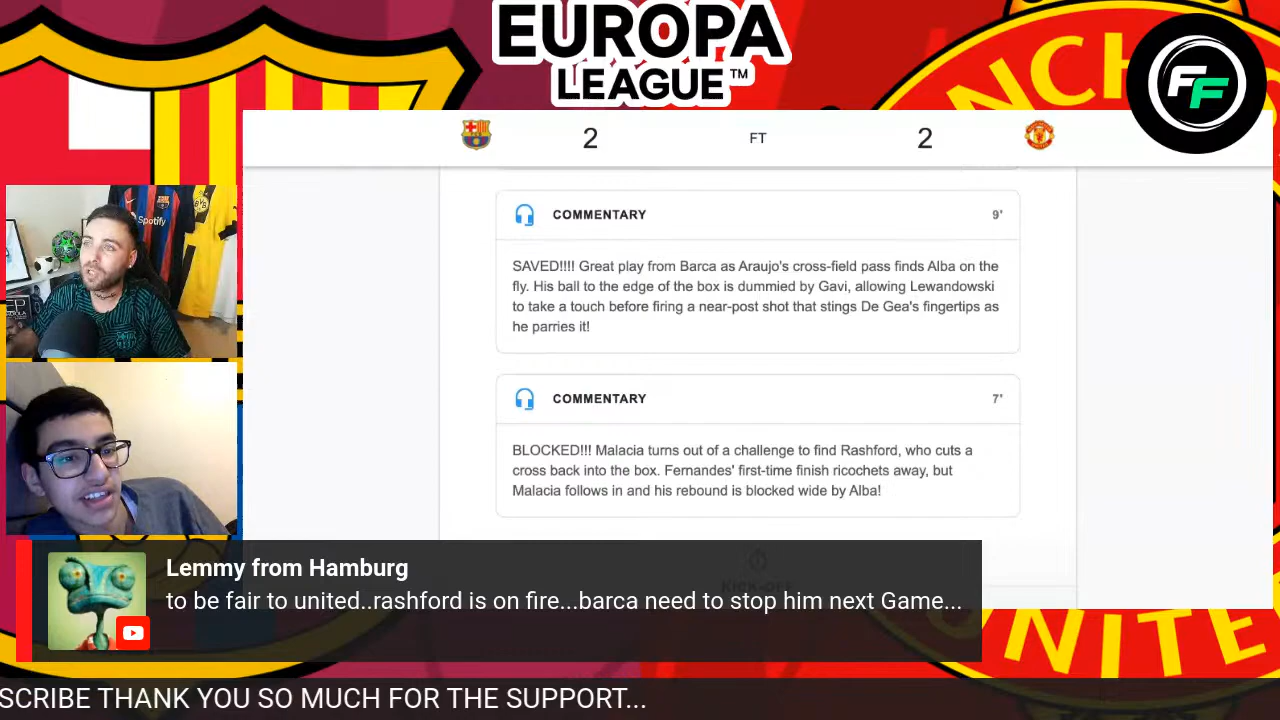 EUROPA
LEAGUE™
NCH
FF
2
FT
2
Spotify
COMMENTARY
9'
SAVED!!!! Great play from Barca as Araujo's cross-field pass finds Alba on the
fly. His ball to the edge of the box is dummied by Gavi, allowing Lewandowski
to take a touch before firing a near-post shot that stings De Gea's fingertips as
he parries it!
COMMENTARY
7'
BLOCKED!!! Malacia turns out of a challenge to find Rashford, who cuts a
cross back into the box. Fernandes' first-time finish ricochets away, but
Malacia follows in and his rebound is blocked wide by Alba!
KICK-OFF
Lemmy from Hamburg
to be fair to united..rashford is on fire...barca need to stop him next Game...
NITE
SCRIBE THANK YOU SO MUCH FOR THE SUPPORT...